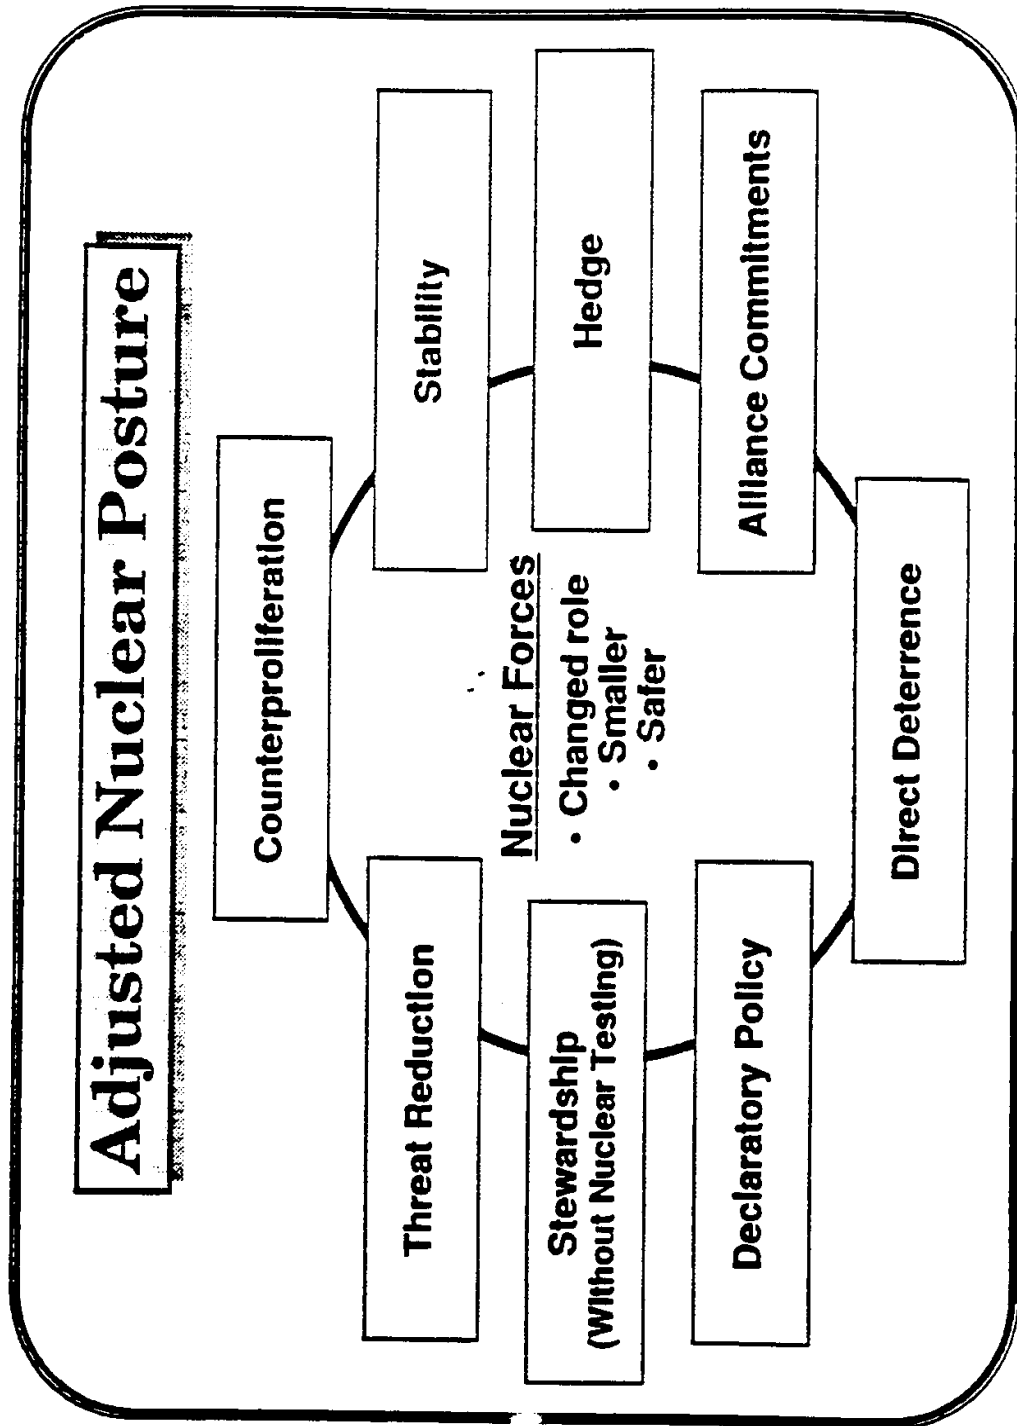 Adjusted Nuclear Posture
Counterproliferation
Threat Reduction
Stability
Stewardship
(Without Nuclear Testing)
Nuclear Forces
• Changed role
• Smaller
• Safer
Hedge
Declaratory Policy
Alliance Commitments
Direct Deterrence